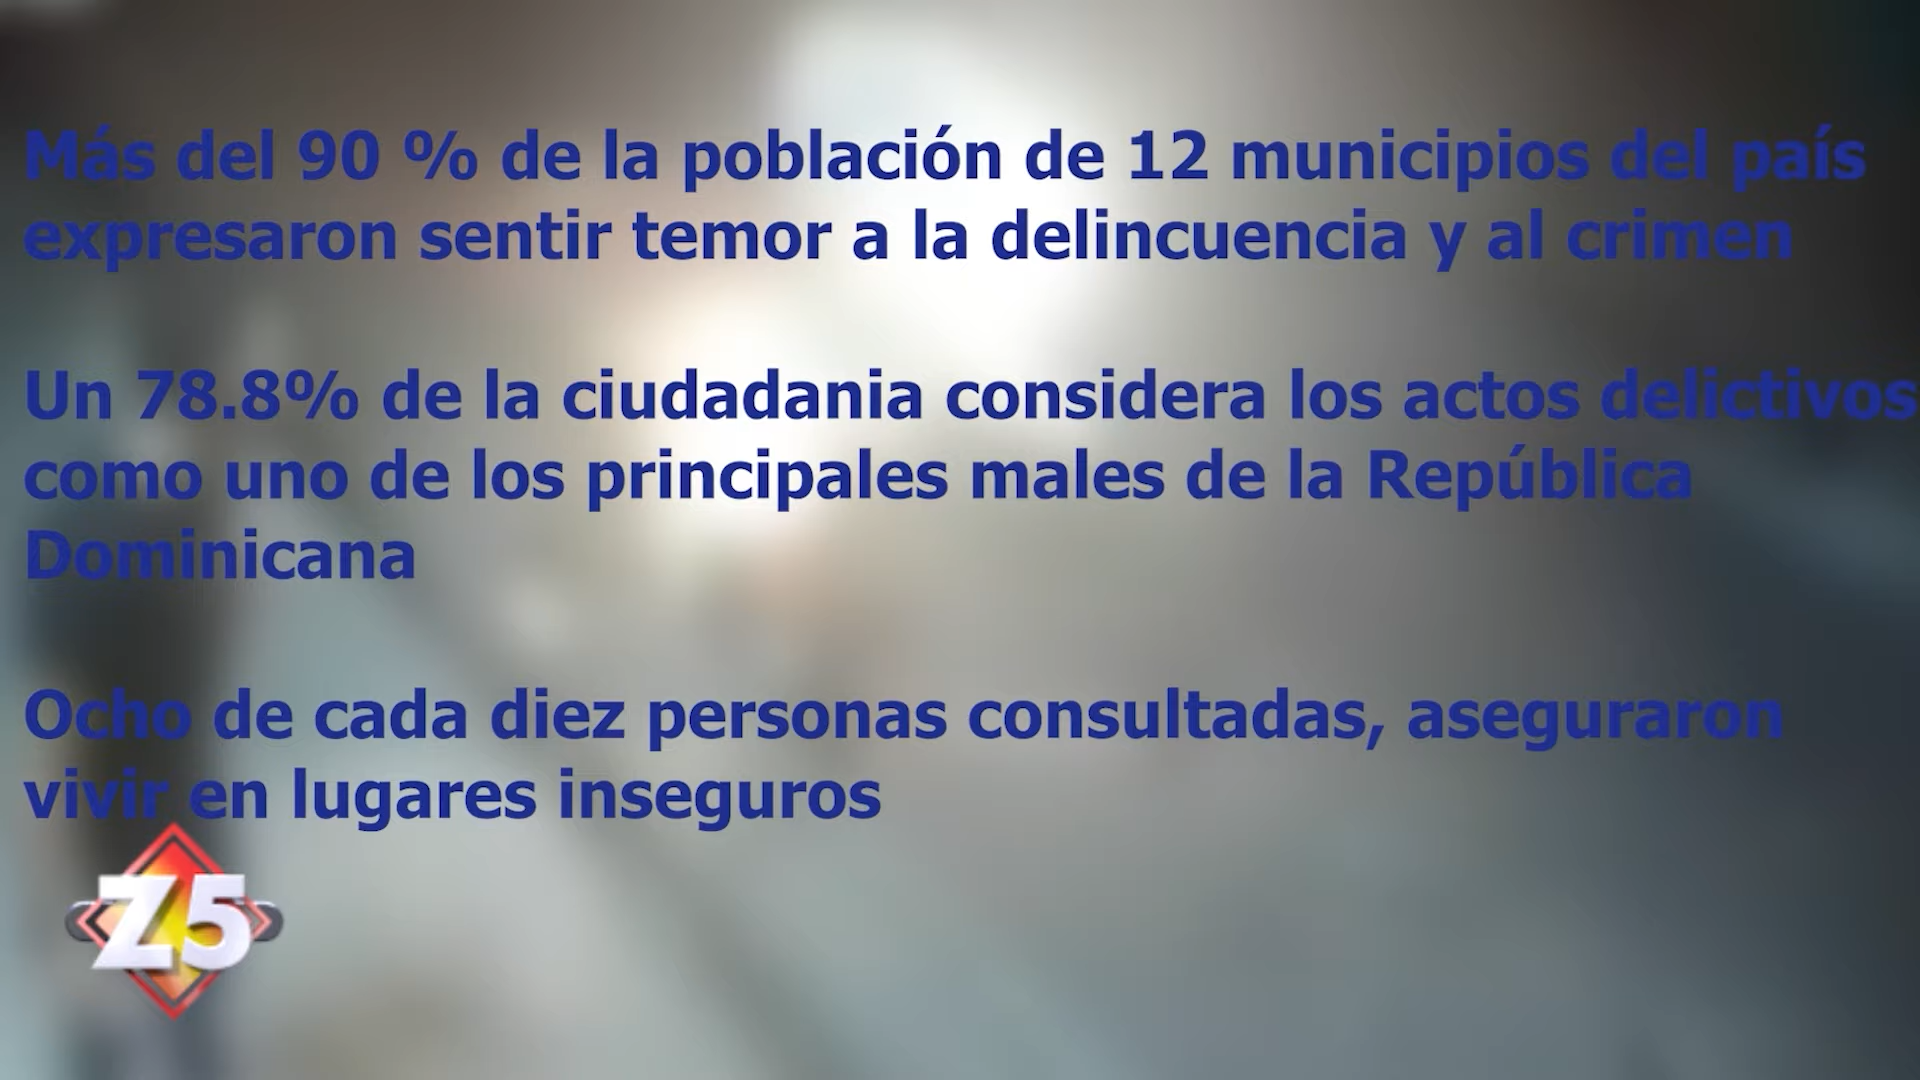 Más del 90 % de la población de 12 municipios del país
expresaron sentir temor a la delincuencia y al crimen
Un 78.8% de la ciudadania considera los actos delictivos
como uno de los principales males de la República
Dominicana
Ocho de cada diez personas consultadas, aseguraron
vivir en lugares inseguros
Z5